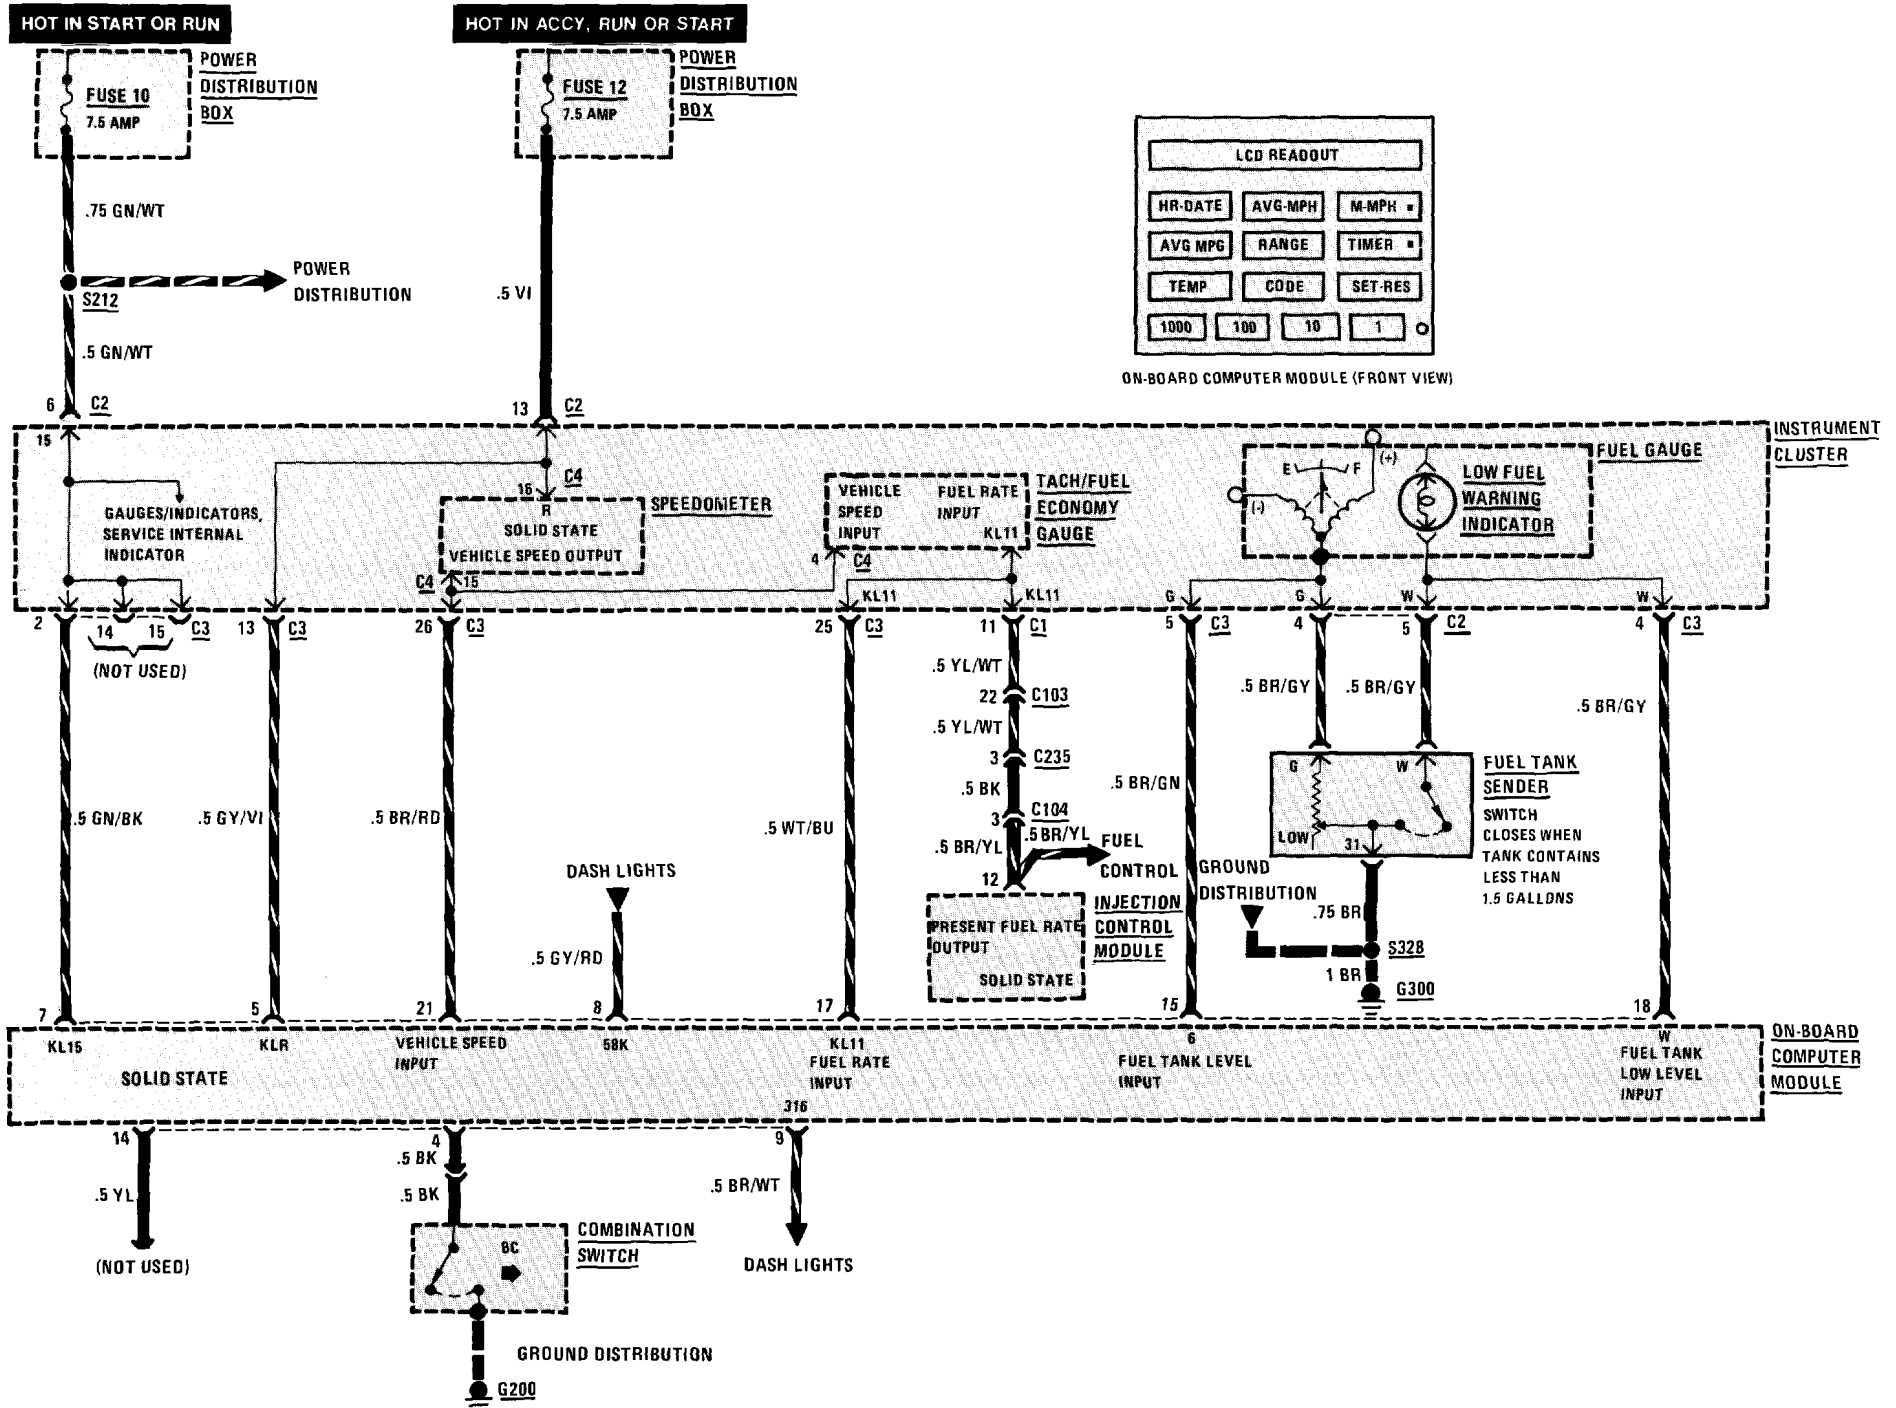 HOT IN START OR RUN
HOT IN ACCY, RUN OR START
FUSE 10
7.5 AMP
POWER
DISTRIBUTION
BOX
FUSE 12
7.5 AMP
POWER
DISTRIBUTION
BOX
LCD READOUT
HR-DATE AVG-MPH M-MPH
AVG MPG RANGE TIMER
TEMP CODE SET-RES
1000 100 10 1
ON-BOARD COMPUTER MODULE (FRONT VIEW)
.75 GN/WT
POWER
DISTRIBUTION
S212
.5 VI
.5 GN/WT
6 C2
13 C2
INSTRUMENT
CLUSTER
15
GAUGES/INDICATORS,
SERVICE INTERNAL
INDICATOR
C4
16
R
SOLID STATE
VEHICLE SPEED OUTPUT
SPEEDOMETER
C4 15
VEHICLE
SPEED
INPUT
FUEL RATE
INPUT
KL11
TACH/FUEL
ECONOMY
GAUGE
4 C4
KL11
KL11
E F
(+)
(-)
LOW FUEL
WARNING
INDICATOR
FUEL GAUGE
G G W W
2 14 15 C3 13 C3 26 C3 25 C3 11 C1 5 C3 4 5 C2 4 C3
(NOT USED)
.5 YL/WT
22 C103
.5 YL/WT
3 C235
.5 BK
3 C104
.5 BR/YL .5 BR/YL
FUEL
CONTROL
12
.5 GN/BK
.5 GY/VI
.5 BR/RD
.5 WT/BU
.5 BR/GN
.5 BR/GY
.5 BR/GY
.5 BR/GY
G W
LOW
31
FUEL TANK
SENDER
SWITCH
CLOSES WHEN
TANK CONTAINS
LESS THAN
1.5 GALLONS
DASH LIGHTS
.5 GY/RD
PRESENT FUEL RATE
OUTPUT
SOLID STATE
INJECTION
CONTROL
MODULE
GROUND
DISTRIBUTION
.75 BR
S328
1 BR
G300
7 5 21 8 17 15 18
KL15
KLR
VEHICLE SPEED
INPUT
58K
KL11
FUEL RATE
INPUT
6
FUEL TANK LEVEL
INPUT
W
FUEL TANK
LOW LEVEL
INPUT
SOLID STATE
316
ON-BOARD
COMPUTER
MODULE
14 4 9
.5 YL
(NOT USED)
.5 BK
.5 BK
.5 BR/WT
DASH LIGHTS
BC
COMBINATION
SWITCH
GROUND DISTRIBUTION
G200